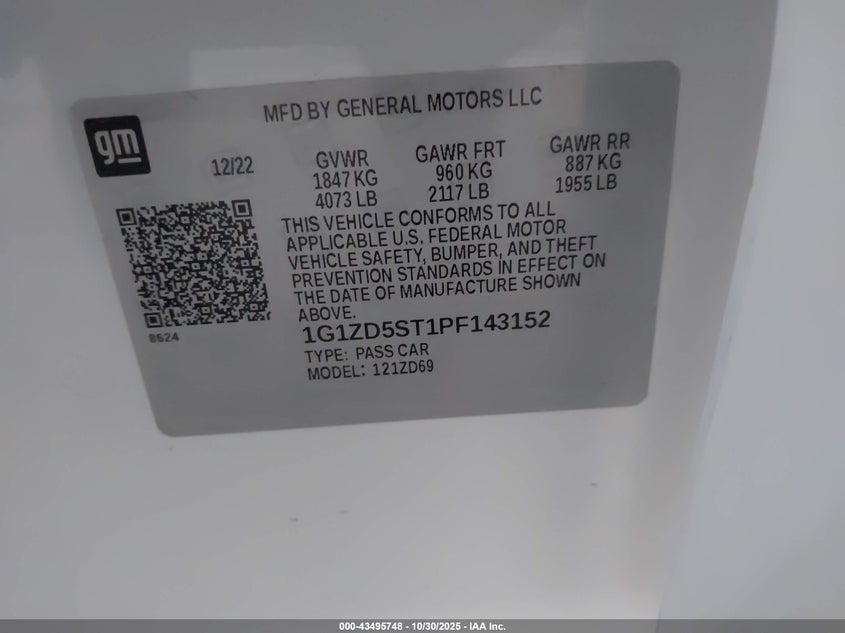 MFD BY GENERAL MOTORS LLC
gm
12/22
GVWR
1847 KG
4073 LB
GAWR FRT
960 KG
2117 LB
GAWR RR
887 KG
1955 LB
THIS VEHICLE CONFORMS TO ALL
APPLICABLE U.S. FEDERAL MOTOR
VEHICLE SAFETY, BUMPER, AND THEFT
PREVENTION STANDARDS IN EFFECT ON
THE DATE OF MANUFACTURE SHOWN
ABOVE.
8624
1G1ZD5ST1PF143152
TYPE: PASS CAR
MODEL: 121ZD69
000-43495748 - 10/30/2025 - IAA Inc.